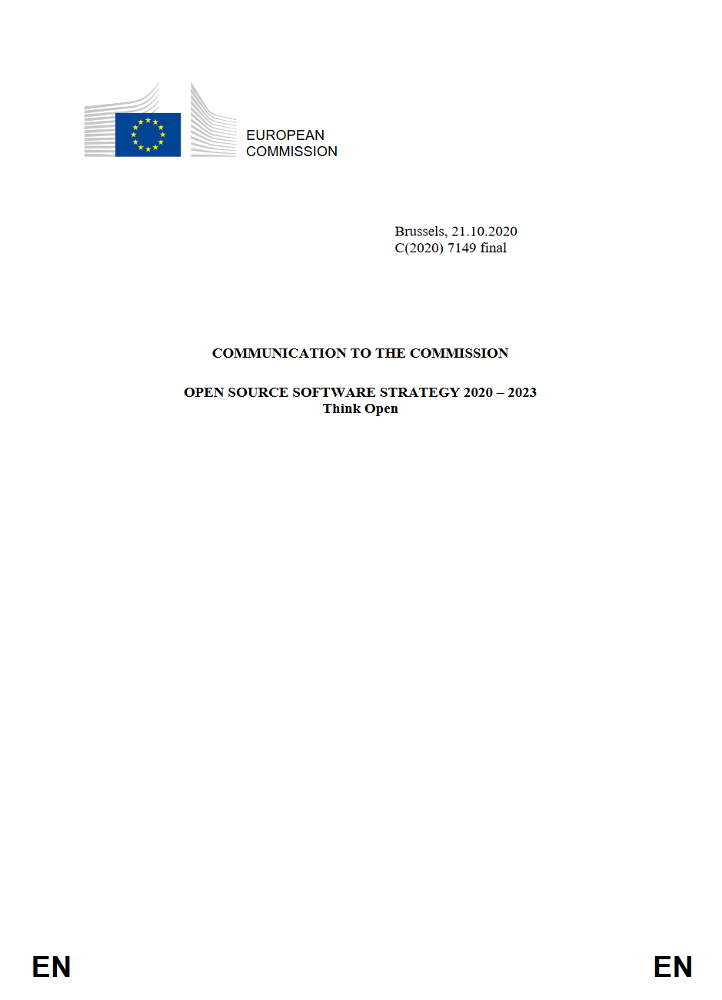 EUROPEAN
COMMISSION
Brussels, 21.10.2020
C(2020) 7149 final
COMMUNICATION TO THE COMMISSION
OPEN SOURCE SOFTWARE STRATEGY 2020 – 2023
Think Open
EN
EN